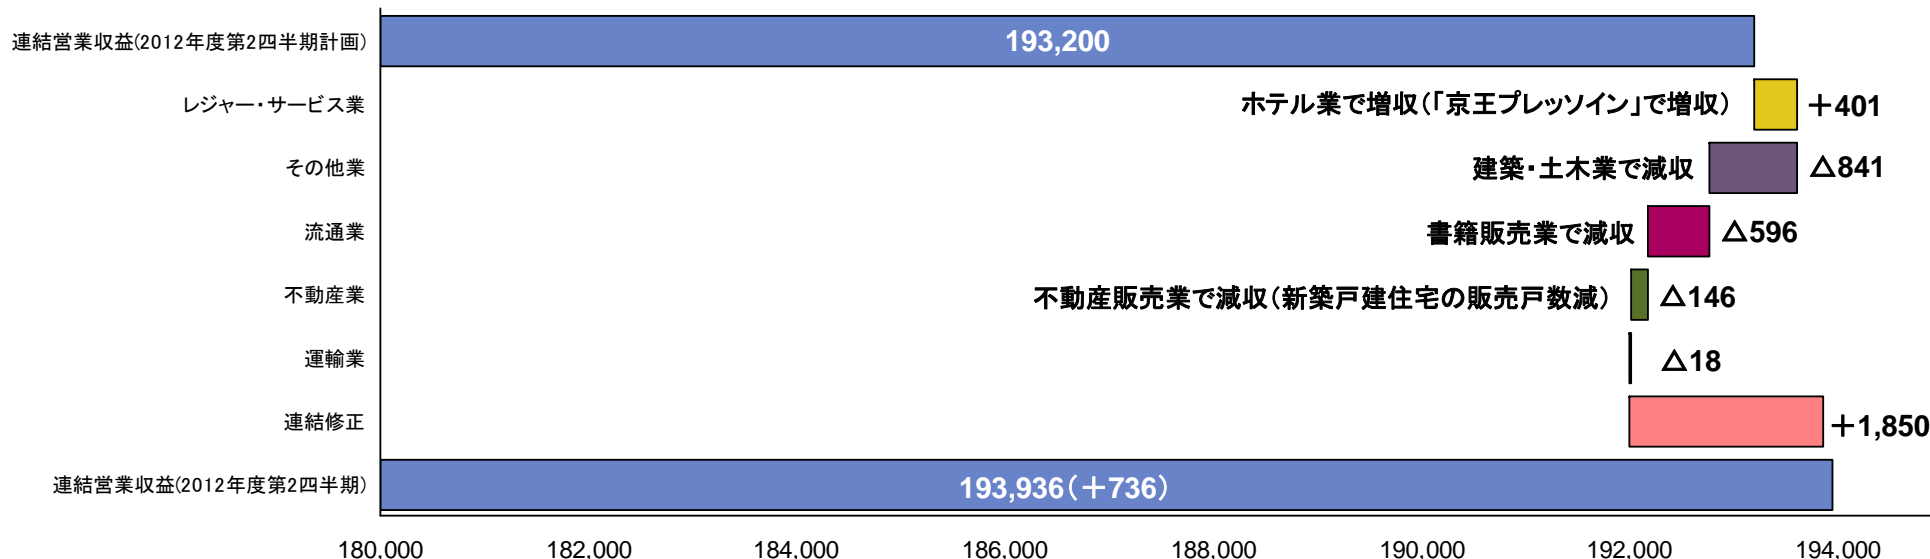 連結営業収益(2012年度第2四半期計画)
193,200
レジャー・サービス業
ホテル業で増収(「京王プレッソイン」で増収)
＋401
その他業
建築・土木業で減収
△841
流通業
書籍販売業で減収
△596
不動産業
不動産販売業で減収(新築戸建住宅の販売戸数減)
△146
運輸業
△18
連結修正
＋1,850
連結営業収益(2012年度第2四半期)
193,936(＋736)
180,000 182,000 184,000 186,000 188,000 190,000 192,000 194,000